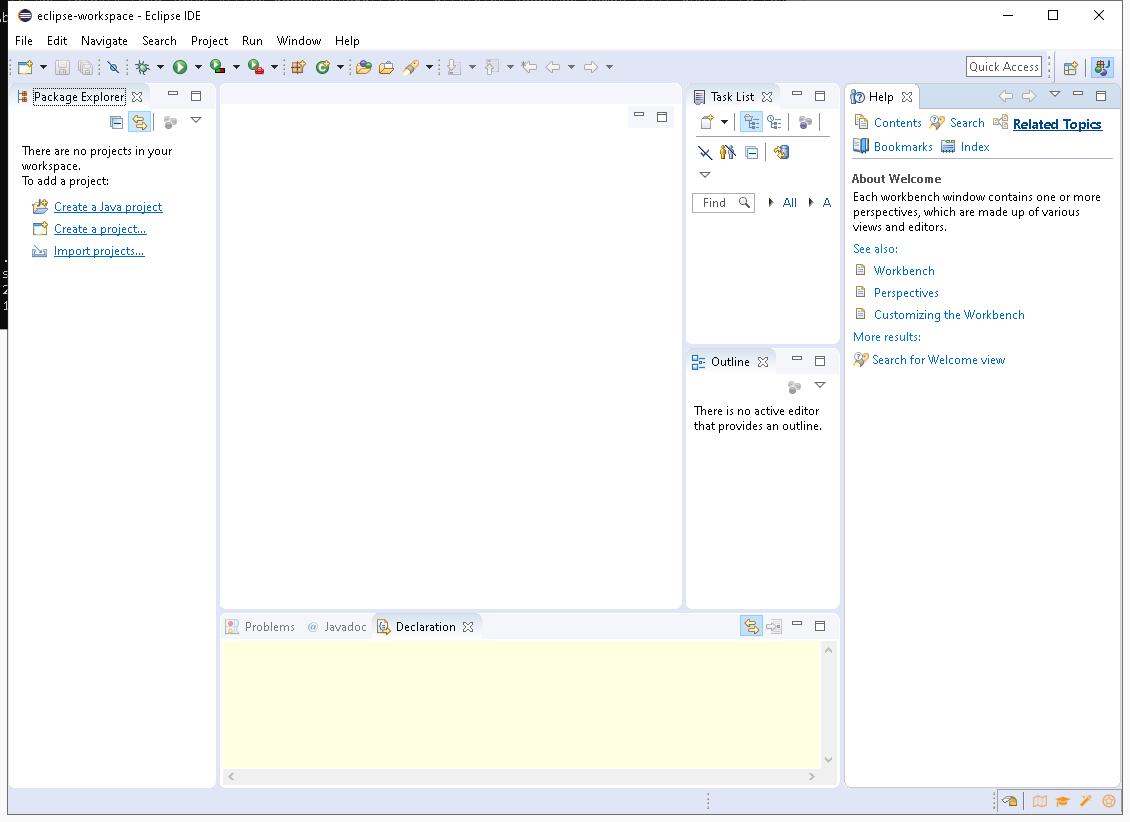 eclipse-workspace - Eclipse IDE
File Edit Navigate Search Project Run Window Help
Quick Access
Package Explorer
There are no projects in your
workspace.
To add a project:
Create a Java project
Create a project...
Import projects...
Task List
Find All A
Outline
There is no active editor
that provides an outline.
Problems @ Javadoc Declaration
Help
Contents Search Related Topics
Bookmarks Index
About Welcome
Each workbench window contains one or more
perspectives, which are made up of various
views and editors.
See also:
Workbench
Perspectives
Customizing the Workbench
More results:
Search for Welcome view